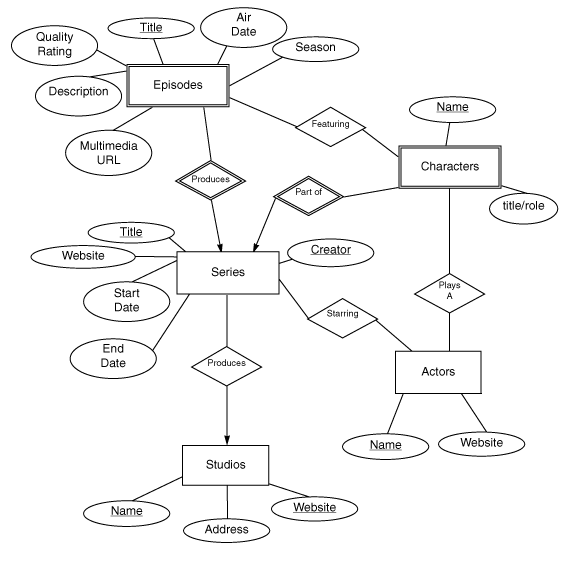 Air
Date
Title
Quality
Rating
Season
Episodes
Description
Name
Featuring
Multimedia
URL
Characters
Produces
Part of
title/role
Title
Creator
Website
Series
Start
Date
Plays
A
Starring
End
Date
Produces
Actors
Name
Website
Studios
Name
Website
Address